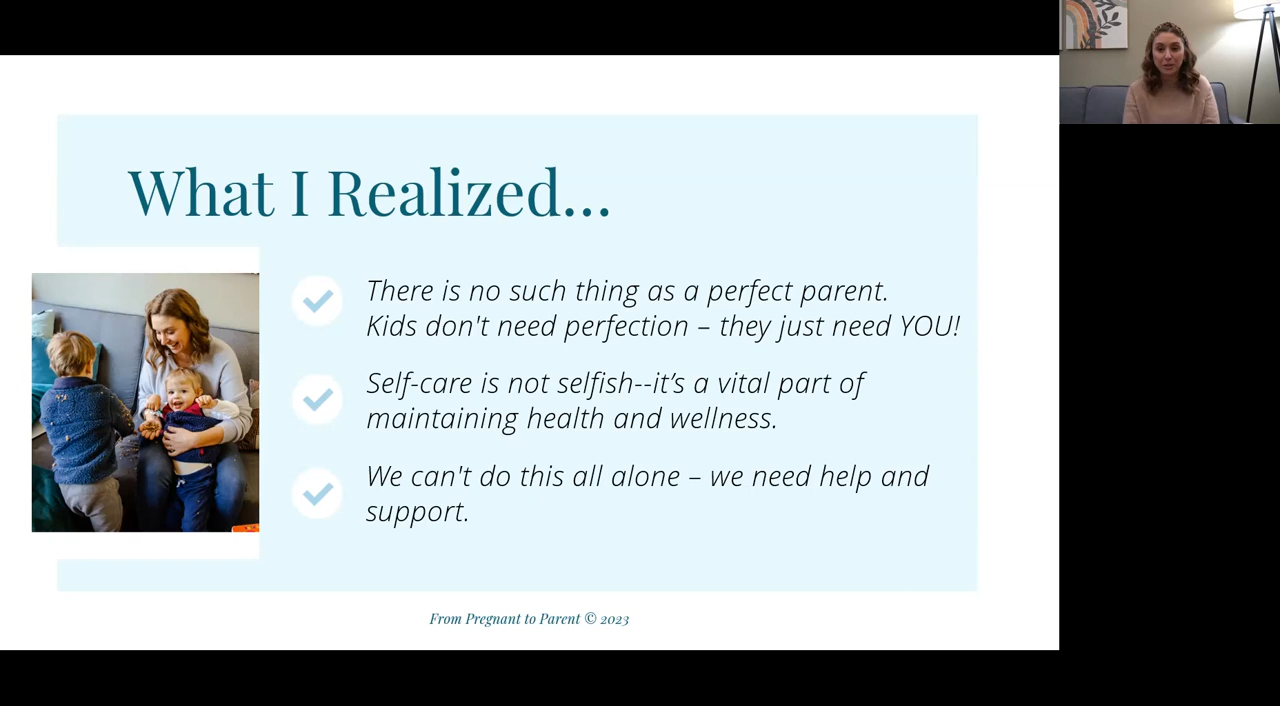 What I Realized...
There is no such thing as a perfect parent.
Kids don't need perfection – they just need YOU!
Self-care is not selfish--it’s a vital part of
maintaining health and wellness.
We can't do this all alone – we need help and
support.
From Pregnant to Parent © 2023